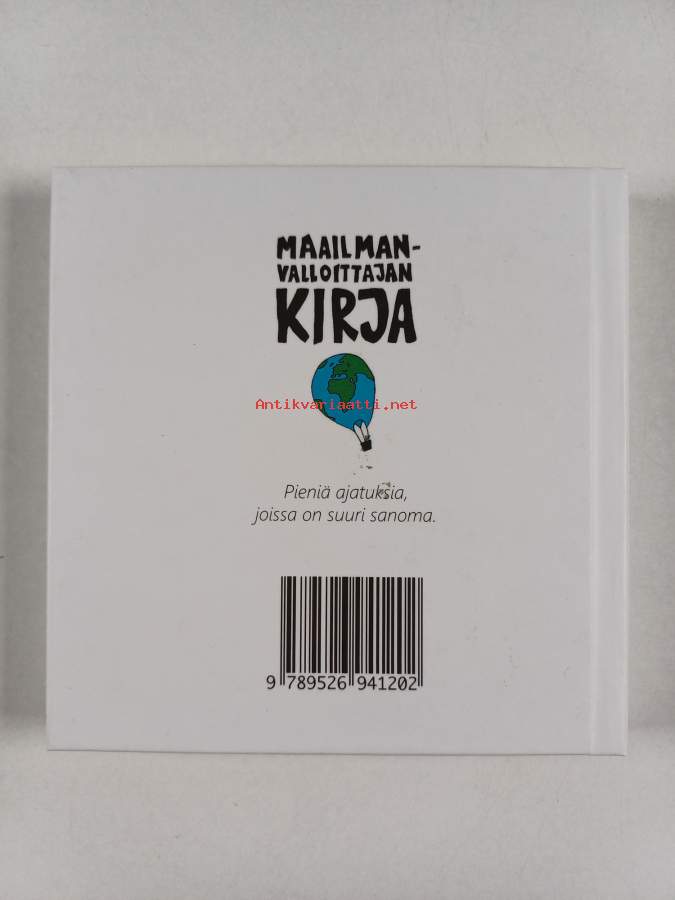 MAAILMAN-
VALLOITTAJAN
KIRJA
Antikvariaatti.net
Pieniä ajatuksia,
joissa on suuri sanoma.
9 789526 941202